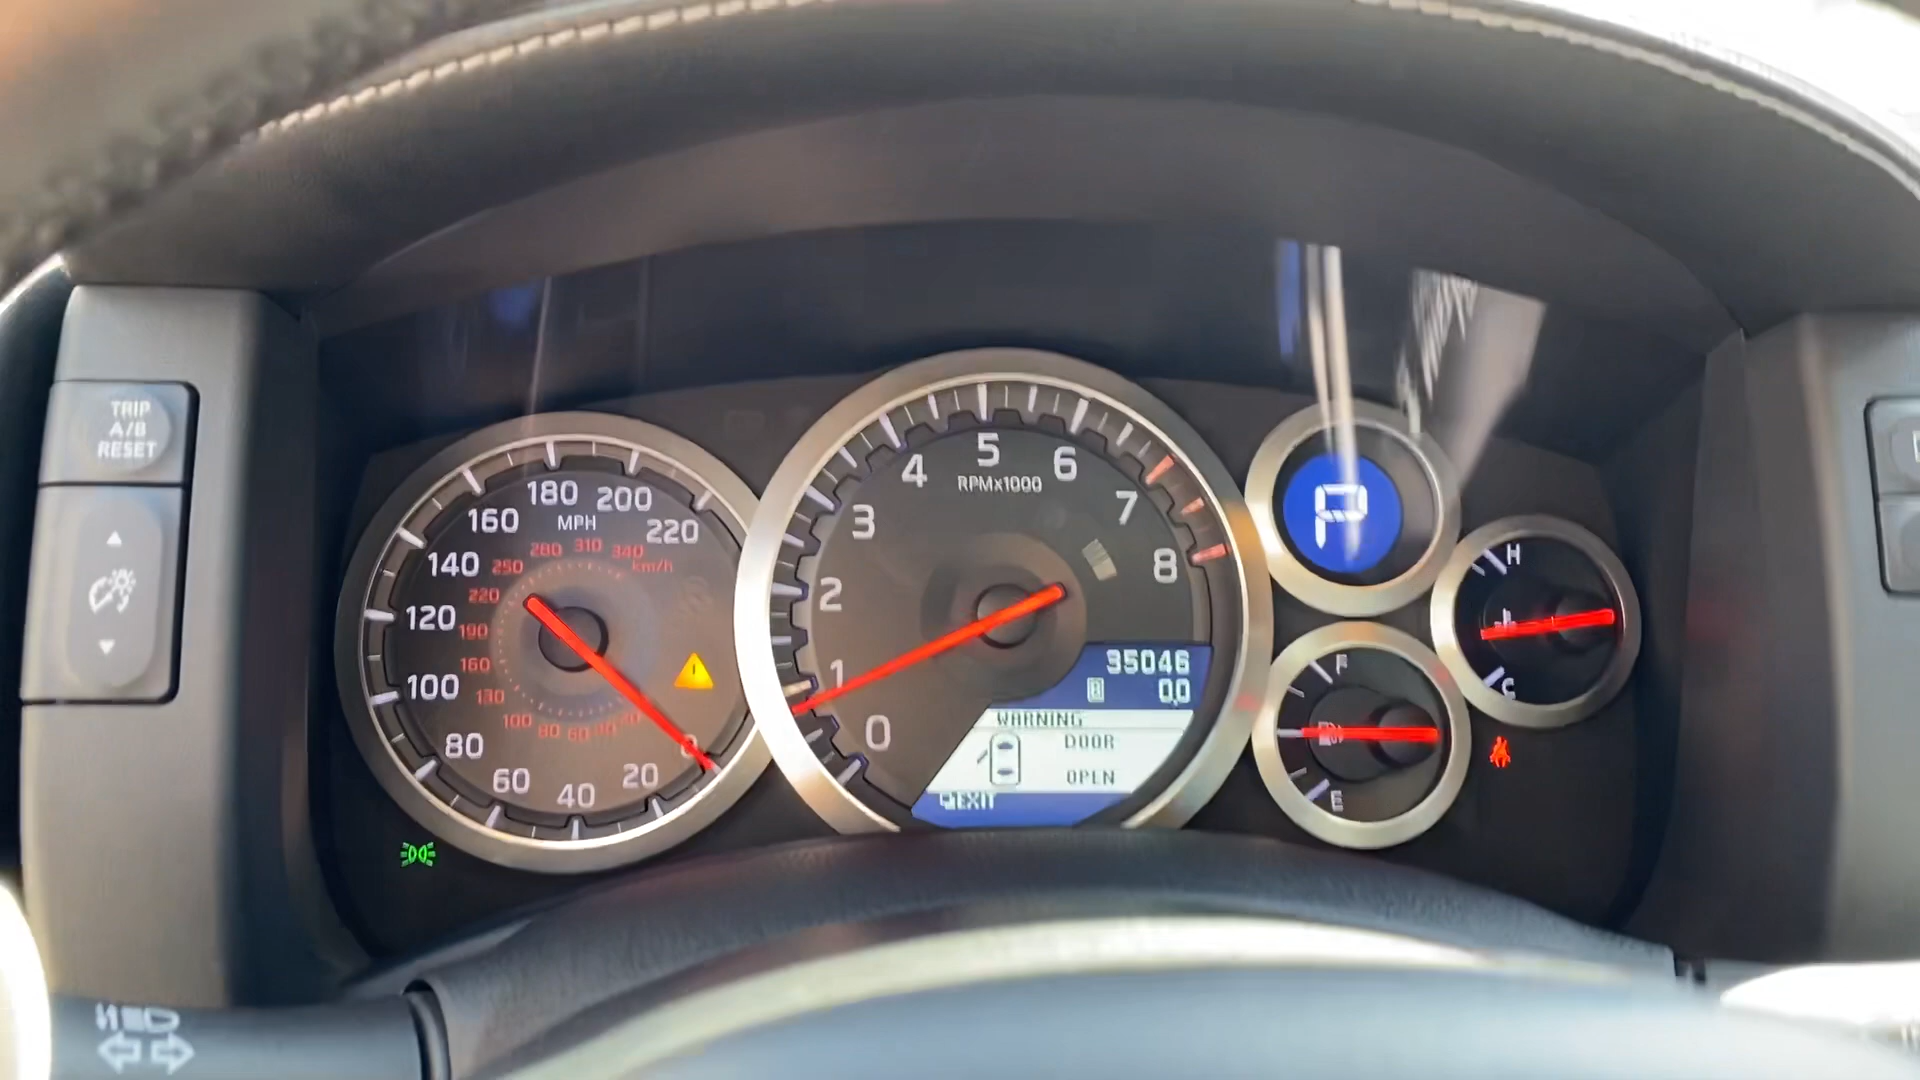 TRIP
A/B
RESET
0
20
40
60
80
100
120
140
160
180
200
220
MPH
80
100
130
160
190
220
250
280
310
340
km/h
0
1
2
3
4
5
6
7
8
RPMx1000
35046
B 0.0
WARNING
DOOR
OPEN
EXIT
P
H
C
F
E